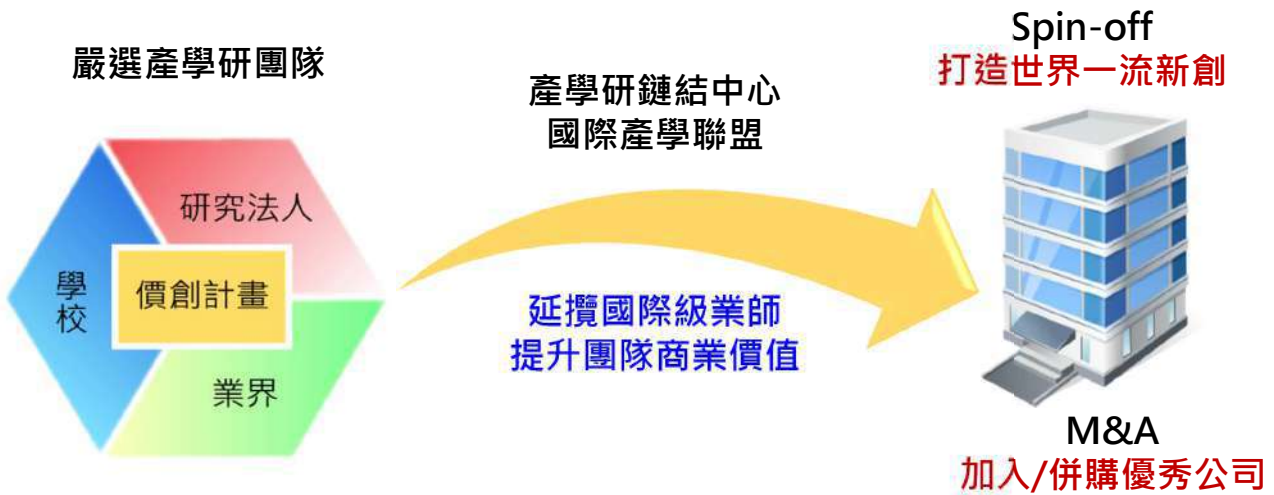 嚴選產學研團隊
研究法人
學校
價創計畫
業界
產學研鏈結中心
國際產學聯盟
延攬國際級業師
提升團隊商業價值
Spin-off
打造世界一流新創
M&A
加入/併購優秀公司